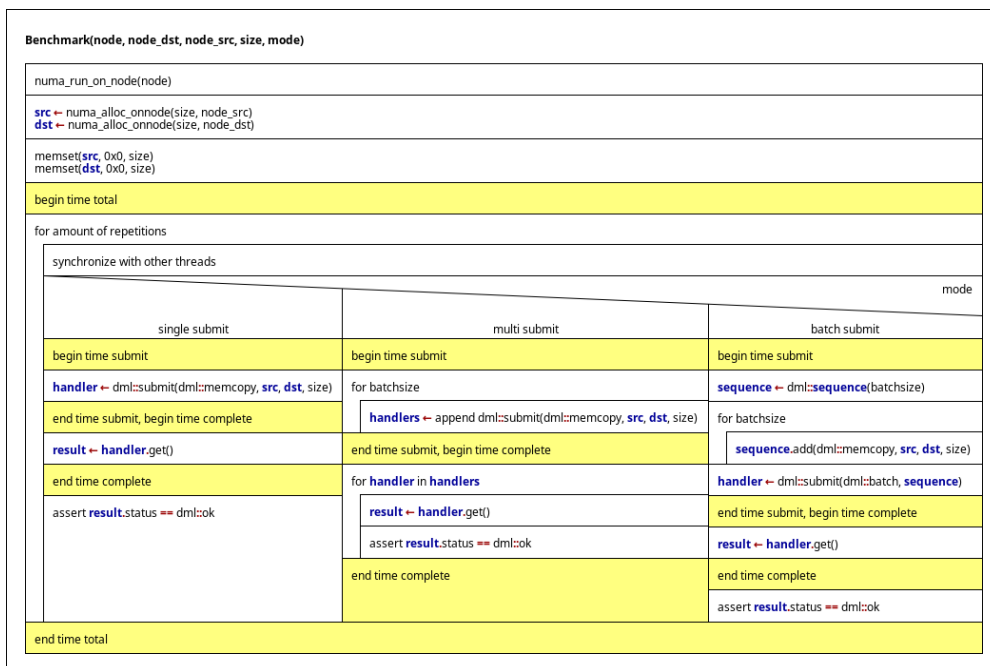 Benchmark(node, node_dst, node_src, size, mode)
numa_run_on_node(node)
src ← numa_alloc_onnode(size, node_src)
dst ← numa_alloc_onnode(size, node_dst)
memset(src, 0x0, size)
memset(dst, 0x0, size)
begin time total
for amount of repetitions
synchronize with other threads
mode
single submit
begin time submit
handler ← dml::submit(dml::memcopy, src, dst, size)
end time submit, begin time complete
result ← handler.get()
end time complete
assert result.status == dml::ok
multi submit
begin time submit
for batchsize
handlers ← append dml::submit(dml::memcopy, src, dst, size)
end time submit, begin time complete
for handler in handlers
result ← handler.get()
assert result.status == dml::ok
end time complete
batch submit
begin time submit
sequence ← dml::sequence(batchsize)
for batchsize
sequence.add(dml::memcopy, src, dst, size)
handler ← dml::submit(dml::batch, sequence)
end time submit, begin time complete
result ← handler.get()
end time complete
assert result.status == dml::ok
end time total